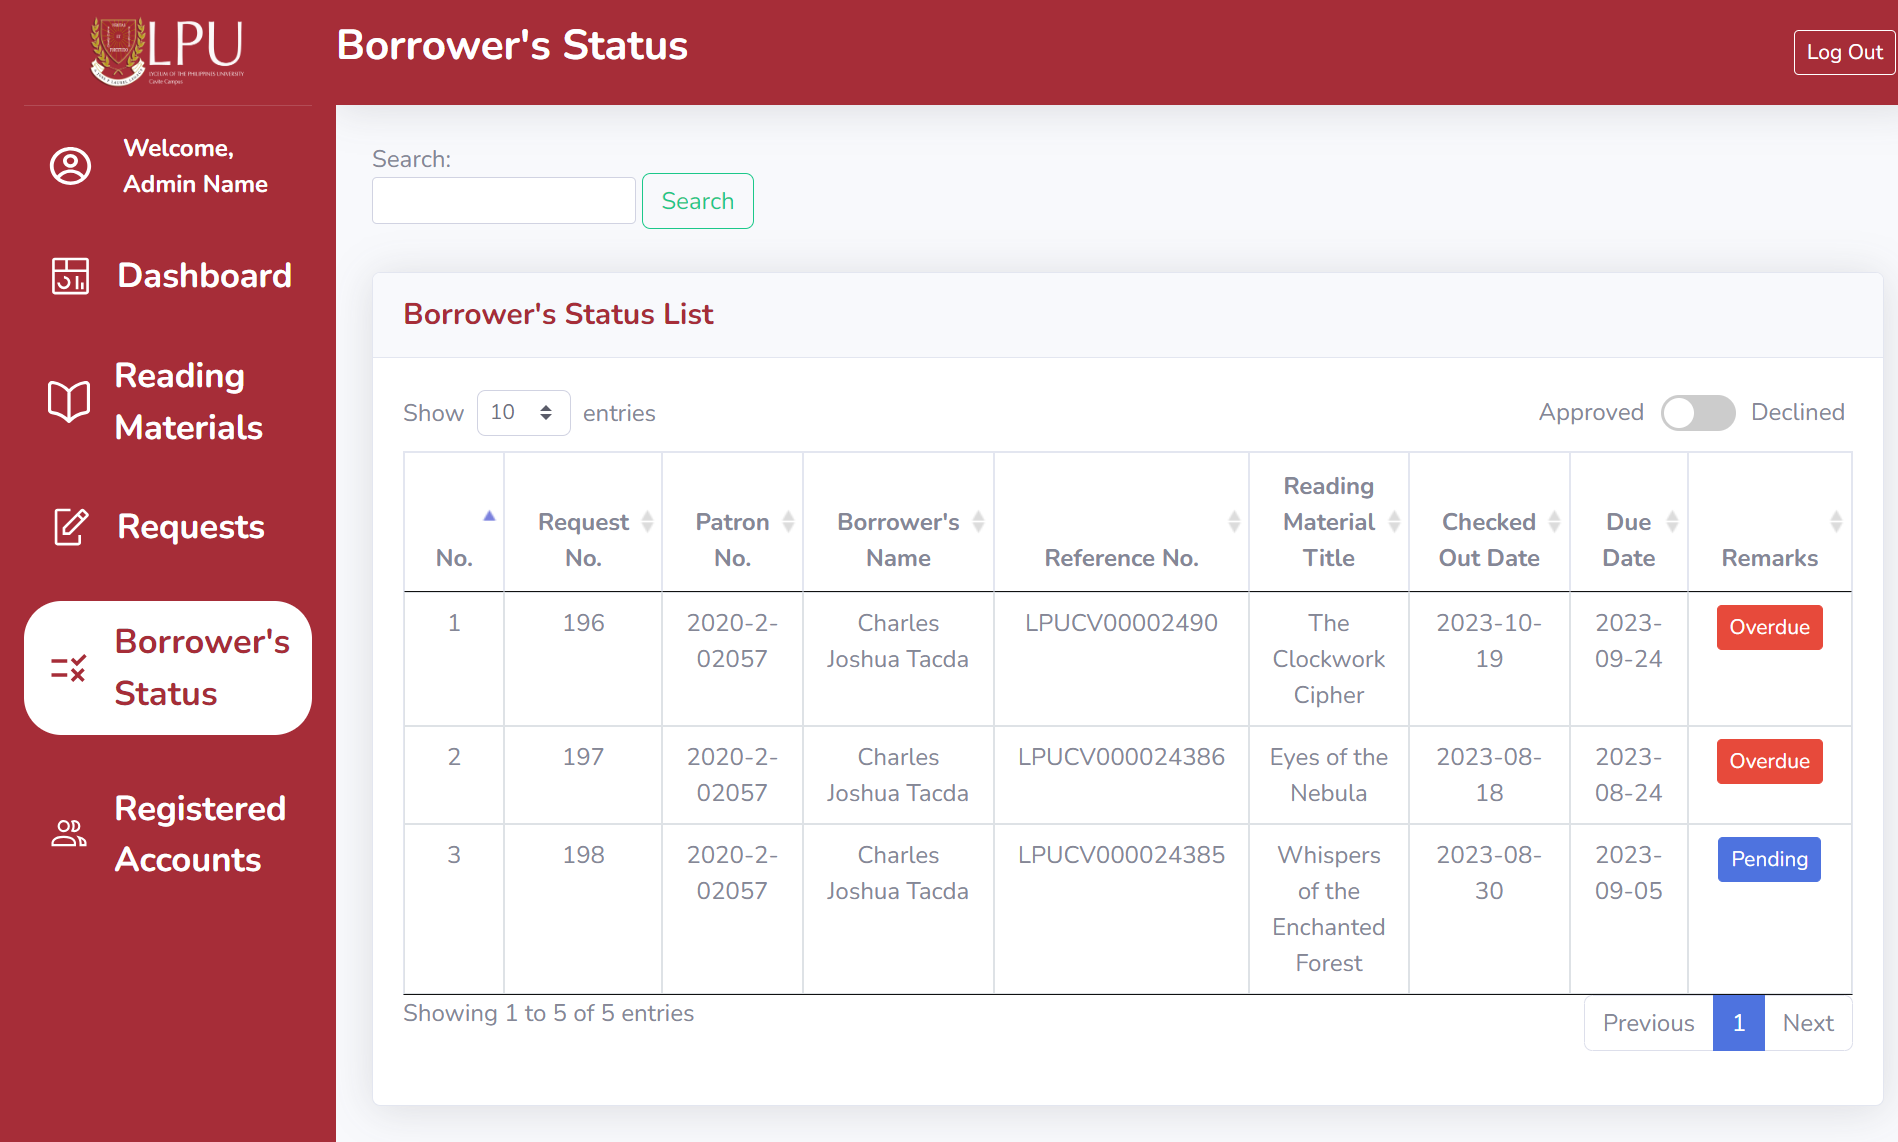 LPU
LYCEUM OF THE PHILIPPINES UNIVERSITY
Cavite Campus
Borrower's Status
Log Out
Welcome,
Admin Name
Dashboard
Reading
Materials
Requests
Borrower's
Status
Registered
Accounts
Search:
Search
Borrower's Status List
Show 10 entries
Approved Declined
No. Request No. Patron No. Borrower's Name Reference No. Reading Material Title Checked Out Date Due Date Remarks
1 196 2020-2-02057 Charles Joshua Tacda LPUCV00002490 The Clockwork Cipher 2023-10-19 2023-09-24 Overdue
2 197 2020-2-02057 Charles Joshua Tacda LPUCV000024386 Eyes of the Nebula 2023-08-18 2023-08-24 Overdue
3 198 2020-2-02057 Charles Joshua Tacda LPUCV000024385 Whispers of the Enchanted Forest 2023-08-30 2023-09-05 Pending
Showing 1 to 5 of 5 entries
Previous 1 Next